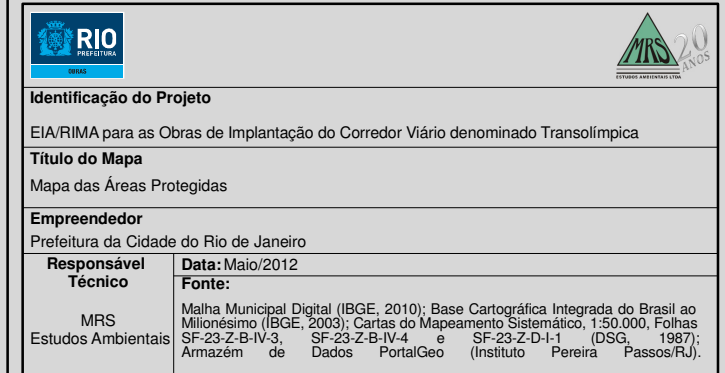 RIO
PREFEITURA
OBRAS
MRS
20
ANOS
ESTUDOS AMBIENTAIS LTDA
Identificação do Projeto
EIA/RIMA para as Obras de Implantação do Corredor Viário denominado Transolímpica
Título do Mapa
Mapa das Áreas Protegidas
Empreendedor
Prefeitura da Cidade do Rio de Janeiro
Responsável
Técnico
MRS
Estudos Ambientais
Data: Maio/2012
Fonte:
Malha Municipal Digital (IBGE, 2010); Base Cartográfica Integrada do Brasil ao
Milionésimo (IBGE, 2003); Cartas do Mapeamento Sistemático, 1:50.000, Folhas
SF-23-Z-B-IV-3, SF-23-Z-B-IV-4 e SF-23-Z-D-I-1 (DSG, 1987);
Armazém de Dados PortalGeo (Instituto Pereira Passos/RJ).